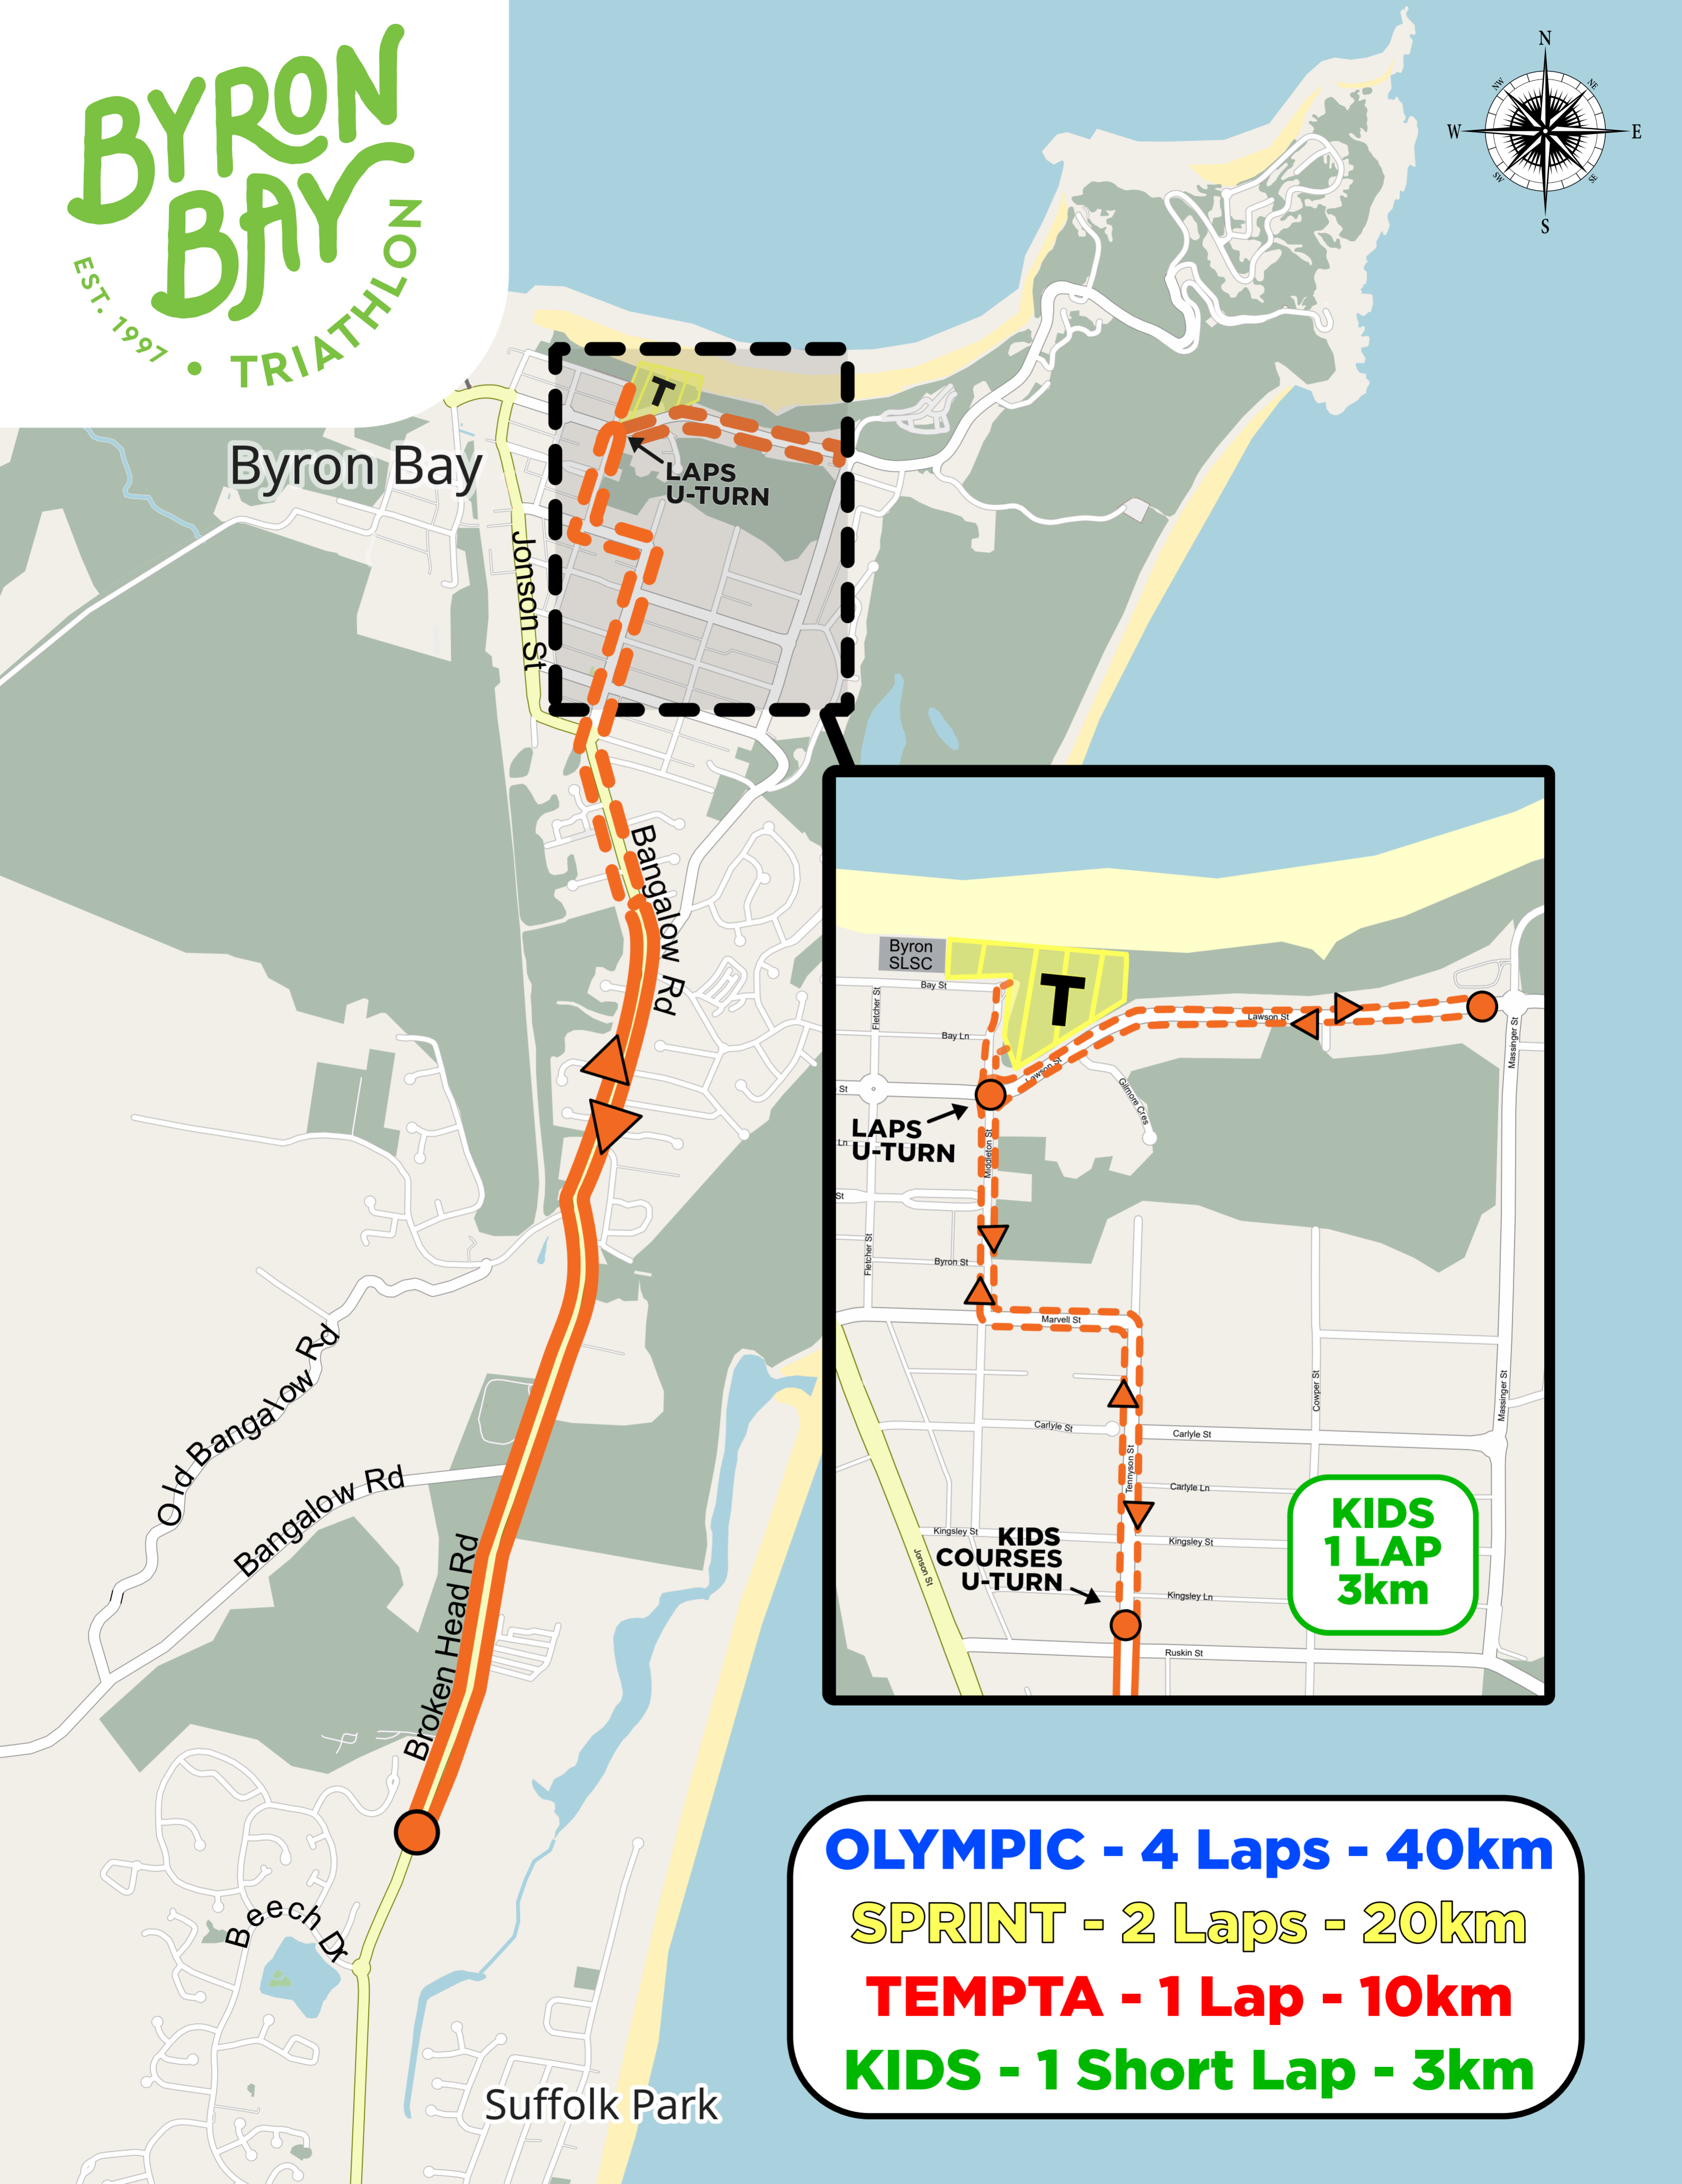 BYRON
BAY
EST. 1997 • TRIATHLON
N
NW
NE
W
E
SW
SE
S
Byron Bay
T
LAPS
U-TURN
Jonson St
Bangalow Rd
Old Bangalow Rd
Bangalow Rd
Broken Head Rd
Beech Dr
Suffolk Park
Byron
SLSC
T
Bay St
Fletcher St
Bay Ln
Lawson St
Lawson St
Massinger St
St
Gilmore Cres
LAPS
U-TURN
Ln
Middleton St
St
Fletcher St
Byron St
Marvell St
Cowper St
Massinger St
Carlyle St
Carlyle St
Tennyson St
Carlyle Ln
Kingsley St
KIDS
COURSES
U-TURN
Kingsley St
Jonson St
Kingsley Ln
Ruskin St
KIDS
1 LAP
3km
OLYMPIC - 4 Laps - 40km
SPRINT - 2 Laps - 20km
TEMPTA - 1 Lap - 10km
KIDS - 1 Short Lap - 3km